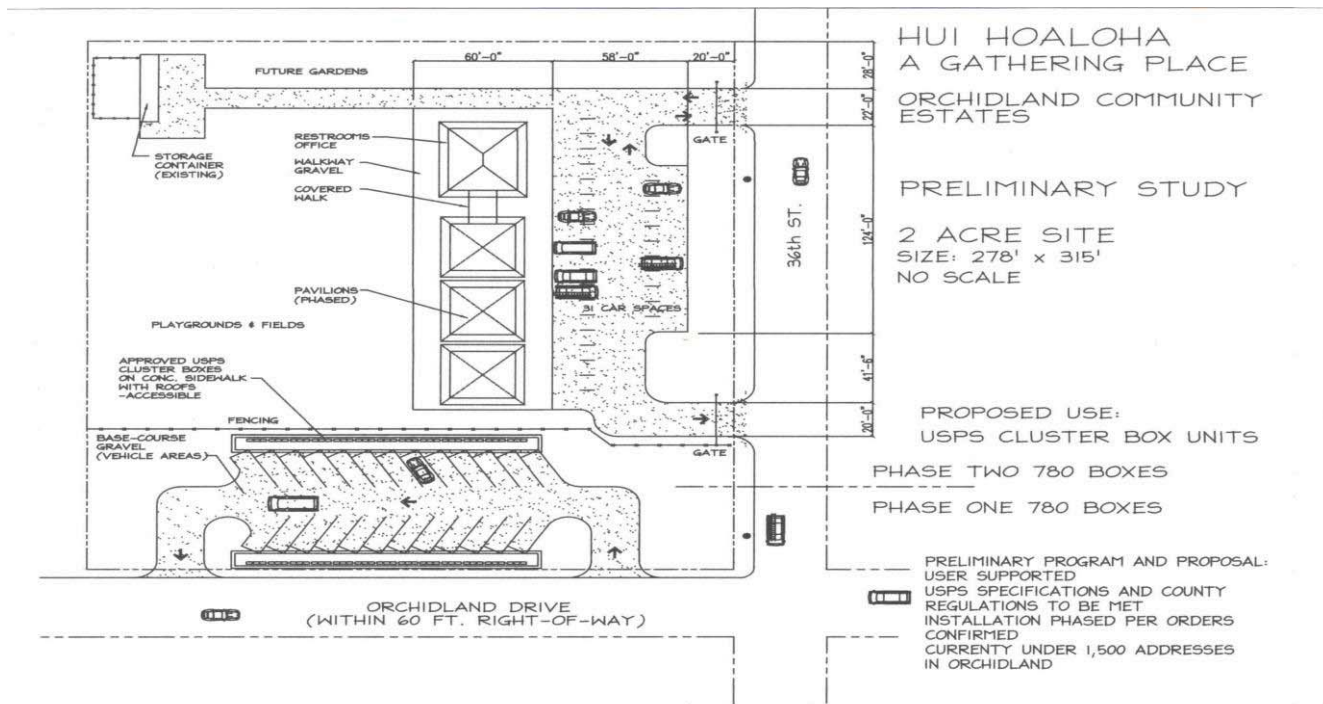 HUI HOALOHA
A GATHERING PLACE
ORCHIDLAND COMMUNITY
ESTATES
PRELIMINARY STUDY
2 ACRE SITE
SIZE: 278' x 315'
NO SCALE
60'-0"
58'-0"
20'-0"
28'-0"
22'-0"
124'-0"
41'-6"
20'-0"
FUTURE GARDENS
STORAGE
CONTAINER
(EXISTING)
RESTROOMS
OFFICE
WALKWAY
GRAVEL
COVERED
WALK
PAVILIONS
(PHASED)
PLAYGROUNDS & FIELDS
GATE
36th ST.
31 CAR SPACES
APPROVED USPS
CLUSTER BOXES
ON CONC. SIDEWALK
WITH ROOFS
-ACCESSIBLE
FENCING
BASE-COURSE
GRAVEL
(VEHICLE AREAS)
GATE
PROPOSED USE:
USPS CLUSTER BOX UNITS
PHASE TWO 780 BOXES
PHASE ONE 780 BOXES
ORCHIDLAND DRIVE
(WITHIN 60 FT. RIGHT-OF-WAY)
PRELIMINARY PROGRAM AND PROPOSAL:
USER SUPPORTED
USPS SPECIFICATIONS AND COUNTY
REGULATIONS TO BE MET
INSTALLATION PHASED PER ORDERS
CONFIRMED
CURRENTY UNDER 1,500 ADDRESSES
IN ORCHIDLAND